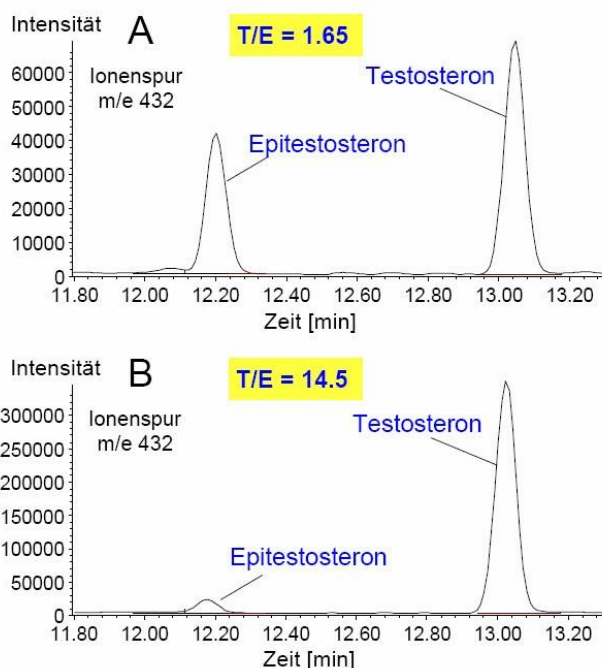 Intensität
A
T/E = 1.65
60000
Ionenspur
m/e 432
Testosteron
50000
40000
Epitestosteron
30000
20000
10000
0
11.80 12.00 12.20 12.40 12.60 12.80 13.00 13.20
Zeit [min]
Intensität
B
T/E = 14.5
300000
Ionenspur
m/e 432
Testosteron
250000
200000
150000
100000
Epitestosteron
50000
0
11.80 12.00 12.20 12.40 12.60 12.80 13.00 13.20
Zeit [min]